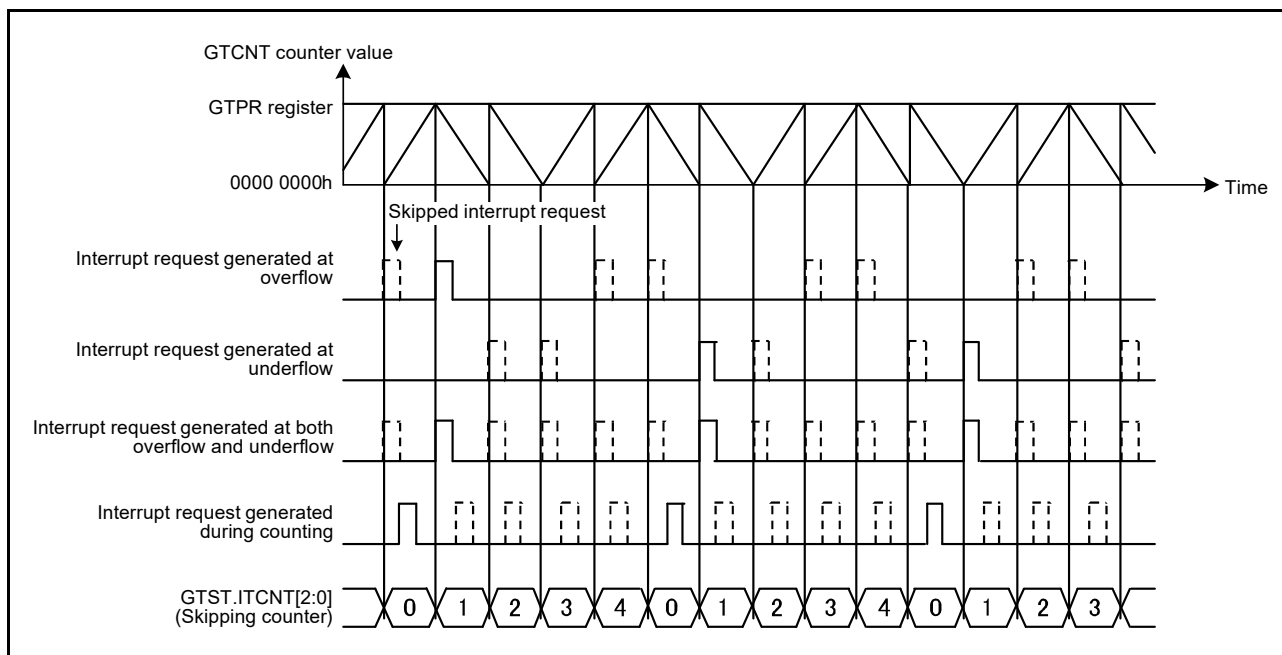 GTCNT counter value
GTPR register
0000 0000h
Time
Skipped interrupt request
Interrupt request generated at
overflow
Interrupt request generated at
underflow
Interrupt request generated at both
overflow and underflow
Interrupt request generated
during counting
GTST.ITCNT[2:0]
(Skipping counter)
0 1 2 3 4 0 1 2 3 4 0 1 2 3